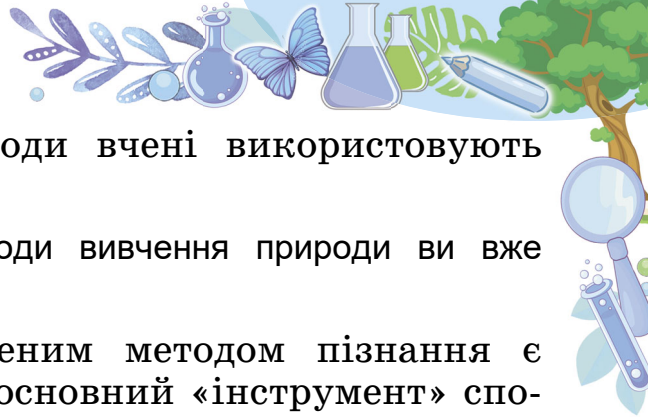 оди вчені використовують
оди вивчення природи ви вже
еним методом пізнання є
основний «інструмент» спо-